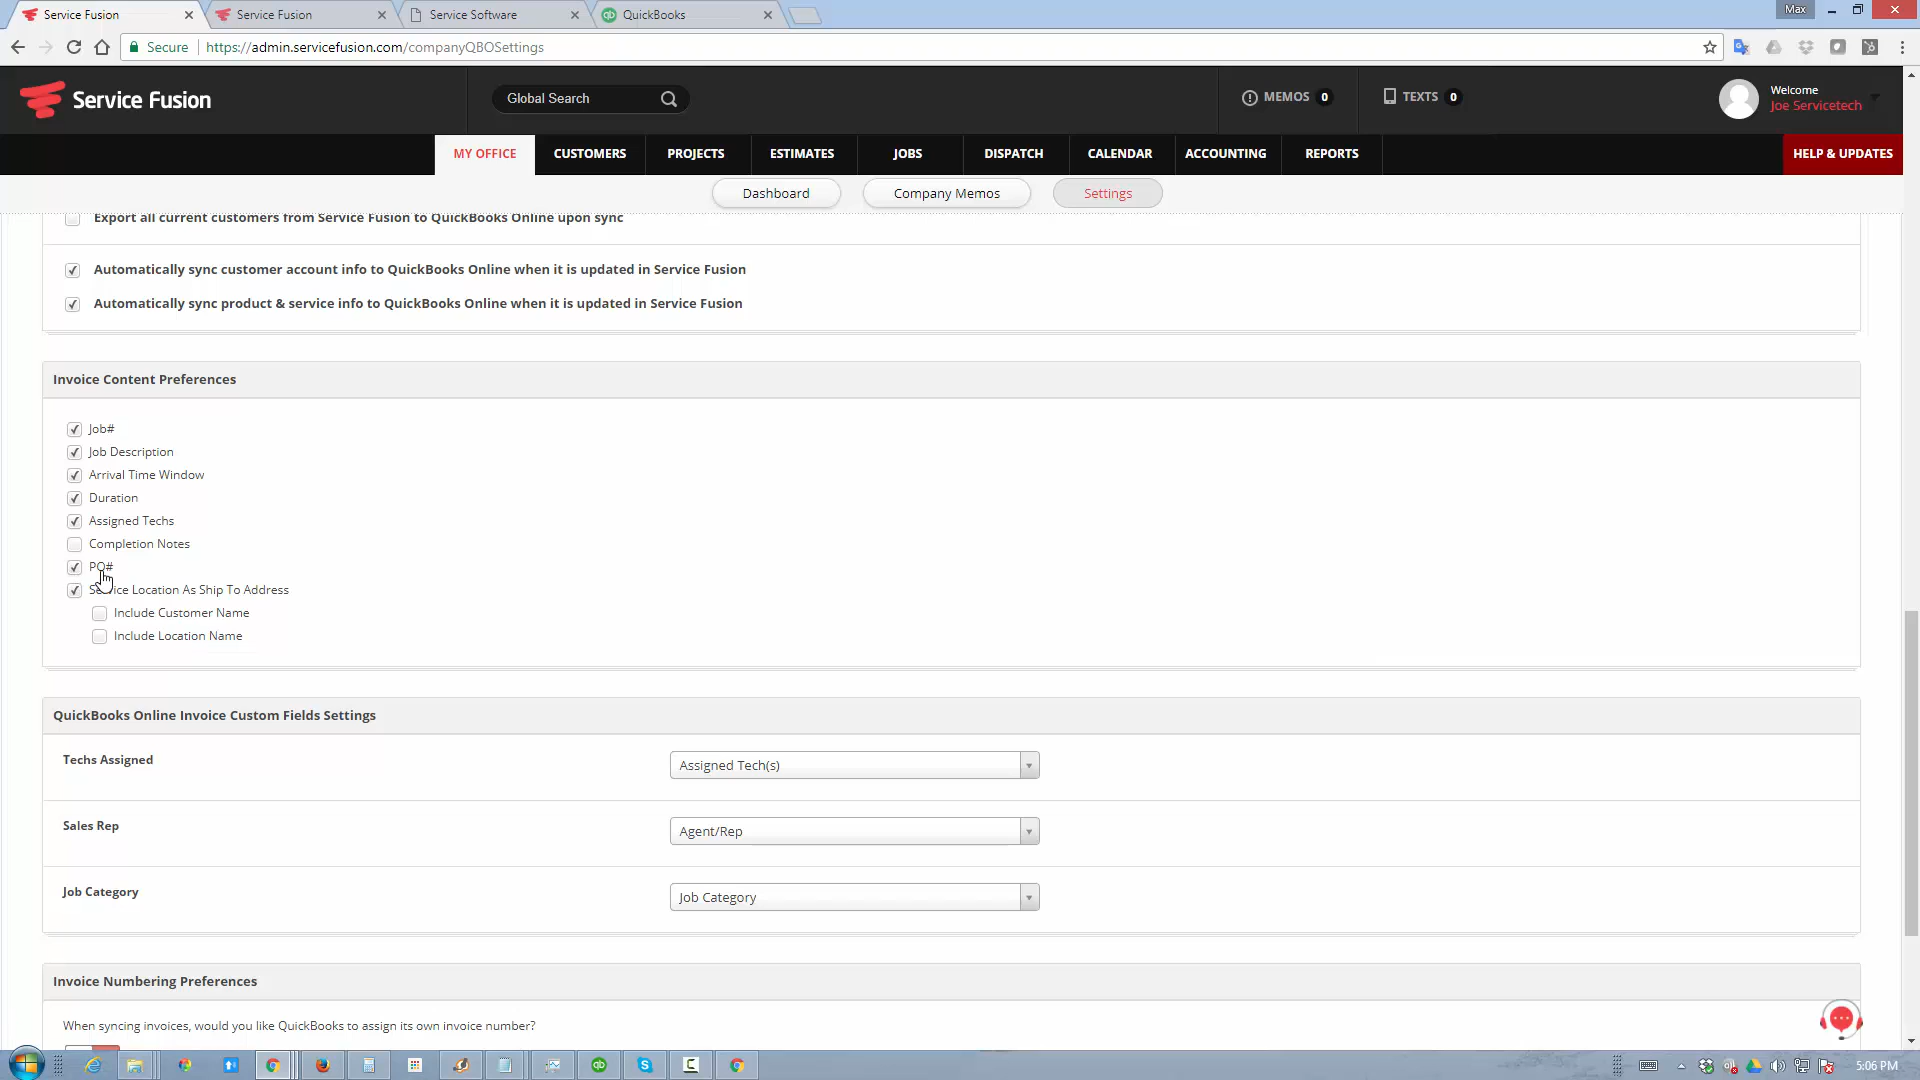 Service Fusion
Service Fusion
Service Software
QuickBooks
Max
Secure
https://admin.servicefusion.com/companyQBOSettings
Service Fusion
Global Search
MEMOS 0
TEXTS 0
Welcome
Joe Servicetech
MY OFFICE
CUSTOMERS
PROJECTS
ESTIMATES
JOBS
DISPATCH
CALENDAR
ACCOUNTING
REPORTS
HELP & UPDATES
Dashboard
Company Memos
Settings
Export all current customers from Service Fusion to QuickBooks Online upon sync
Automatically sync customer account info to QuickBooks Online when it is updated in Service Fusion
Automatically sync product & service info to QuickBooks Online when it is updated in Service Fusion
Invoice Content Preferences
Job#
Job Description
Arrival Time Window
Duration
Assigned Techs
Completion Notes
PO#
Service Location As Ship To Address
Include Customer Name
Include Location Name
QuickBooks Online Invoice Custom Fields Settings
Techs Assigned
Assigned Tech(s)
Sales Rep
Agent/Rep
Job Category
Job Category
Invoice Numbering Preferences
When syncing invoices, would you like QuickBooks to assign its own invoice number?
5:06 PM